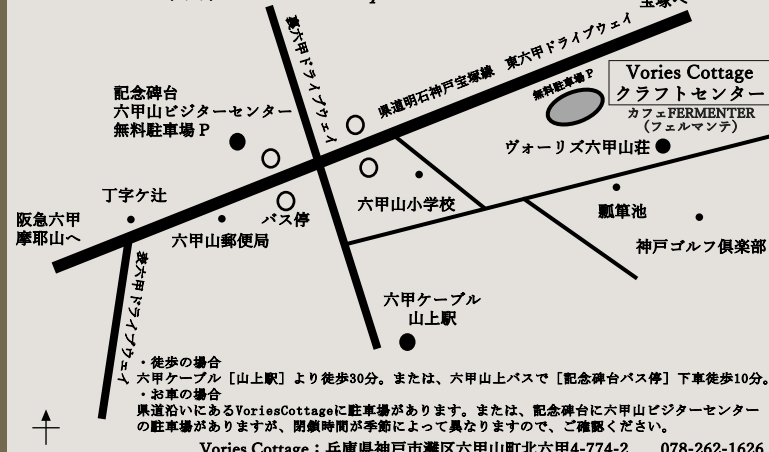 宝塚へ
裏六甲ドライブウェイ
県道明石神戸宝塚線 東六甲ドライブウェイ
無料駐車場 P
Vories Cottage
クラフトセンター
カフェFERMENTER
（フェルマンテ）
記念碑台
六甲山ビジターセンター
無料駐車場 P
ヴォーリズ六甲山荘
丁字ケ辻
六甲山小学校
瓢箪池
阪急六甲
摩耶山へ
バス停
六甲山郵便局
神戸ゴルフ倶楽部
表六甲ドライブウェイ
六甲ケーブル
山上駅
・徒歩の場合
六甲ケーブル［山上駅］より徒歩30分。または、六甲山上バスで［記念碑台バス停］下車徒歩10分。
・お車の場合
県道沿いにあるVoriesCottageに駐車場があります。または、記念碑台に六甲山ビジターセンター
の駐車場がありますが、閉鎖時間が季節によって異なりますので、ご確認ください。
Vories Cottage：兵庫県神戸市灘区六甲山町北六甲4-774-2 078-262-1626